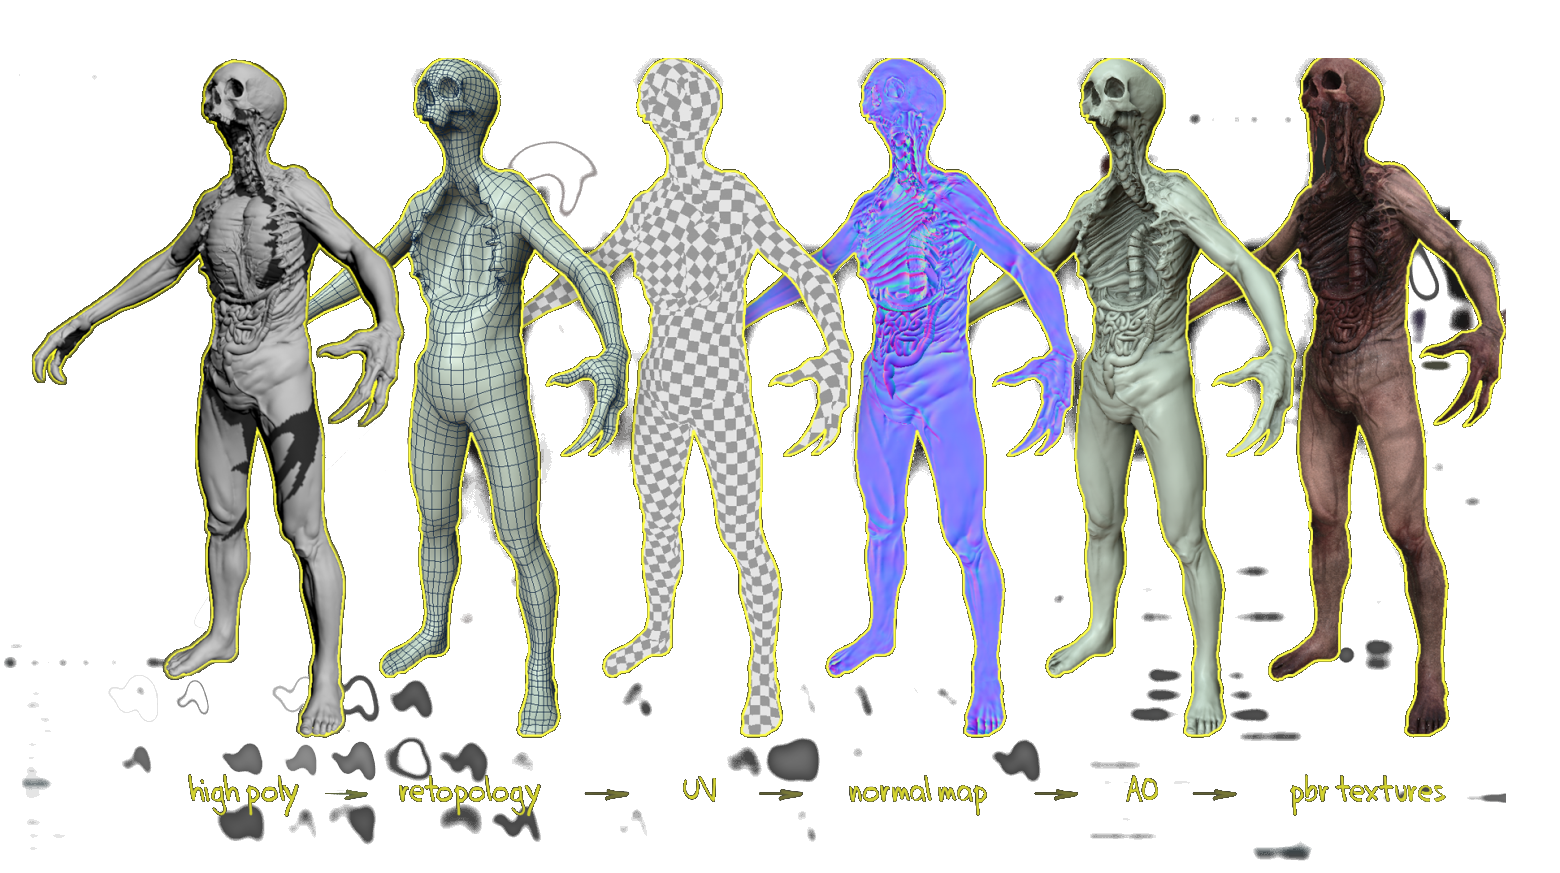 high poly → retopology → UV → normal map → AO → pbr textures